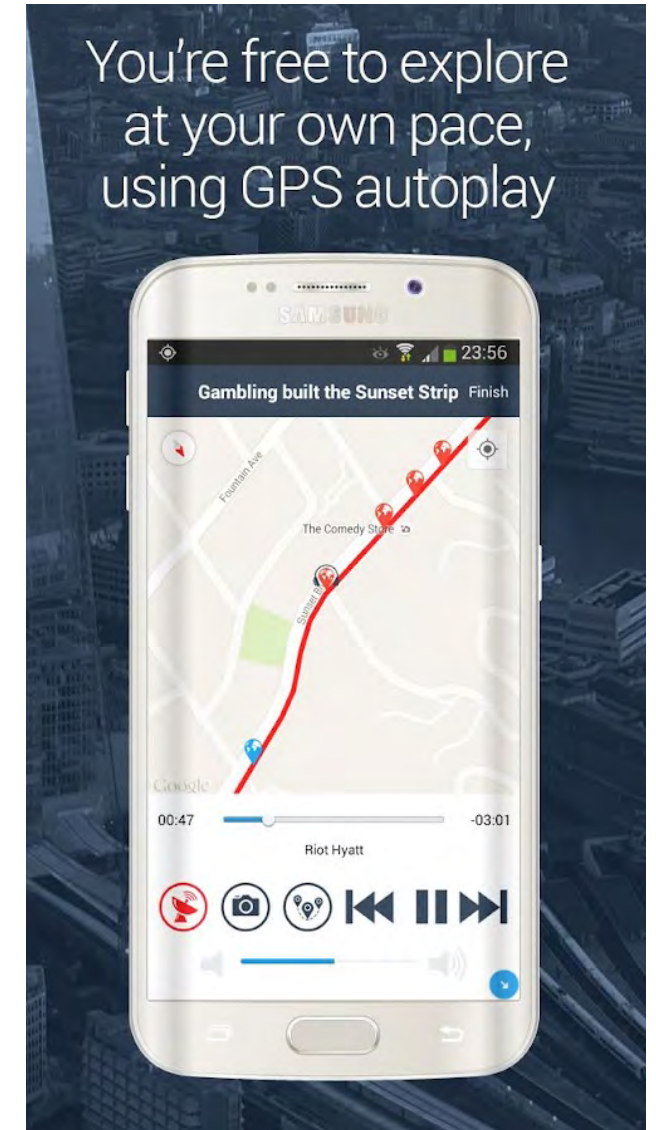 You're free to explore
at your own pace,
using GPS autoplay
SAMSUNG
23:56
Gambling built the Sunset Strip Finish
Fountain Ave
The Comedy Store
Sunset B
Google
00:47 -03:01
Riot Hyatt